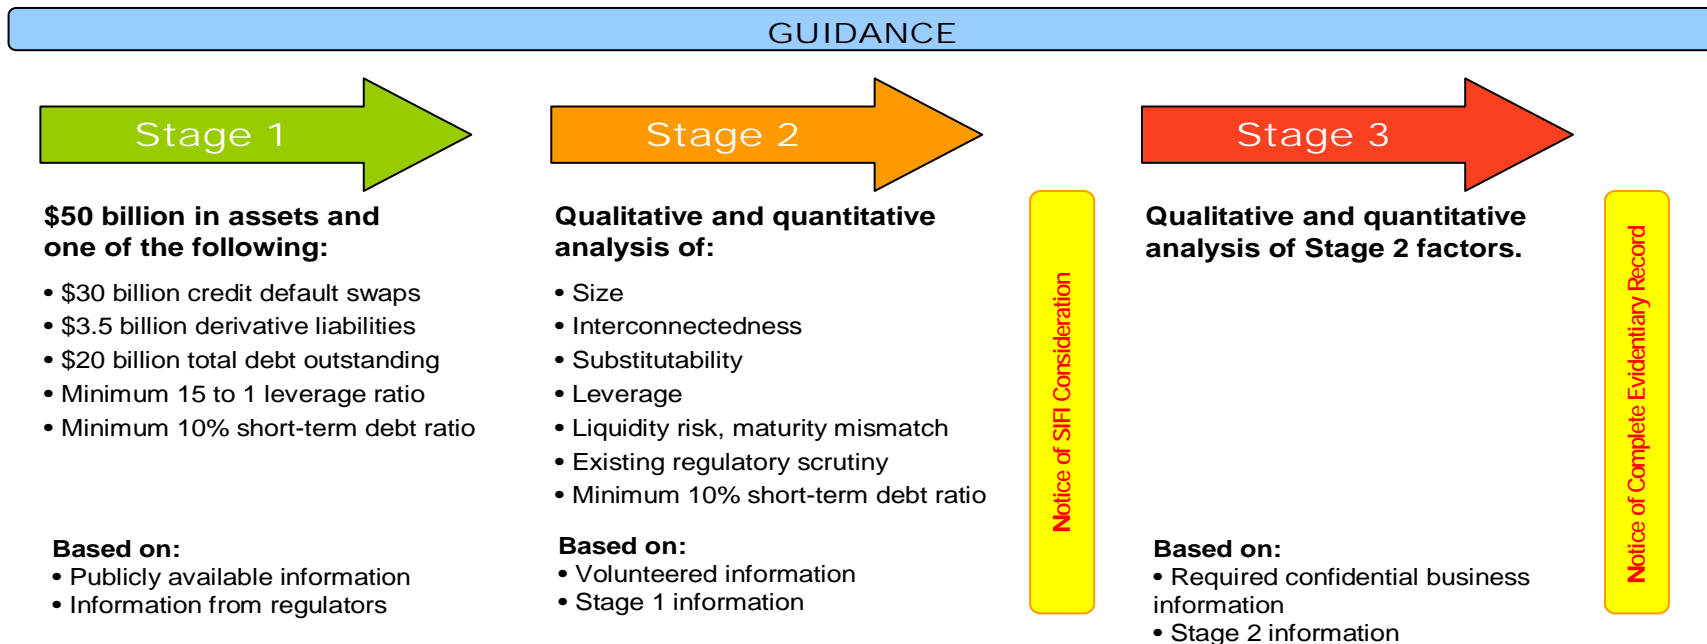 GUIDANCE
Stage 1
$50 billion in assets and
one of the following:
• $30 billion credit default swaps
• $3.5 billion derivative liabilities
• $20 billion total debt outstanding
• Minimum 15 to 1 leverage ratio
• Minimum 10% short-term debt ratio
Based on:
• Publicly available information
• Information from regulators
Stage 2
Qualitative and quantitative
analysis of:
• Size
• Interconnectedness
• Substitutability
• Leverage
• Liquidity risk, maturity mismatch
• Existing regulatory scrutiny
• Minimum 10% short-term debt ratio
Based on:
• Volunteered information
• Stage 1 information
Notice of SIFI Consideration
Stage 3
Qualitative and quantitative
analysis of Stage 2 factors.
Based on:
• Required confidential business
information
• Stage 2 information
Notice of Complete Evidentiary Record